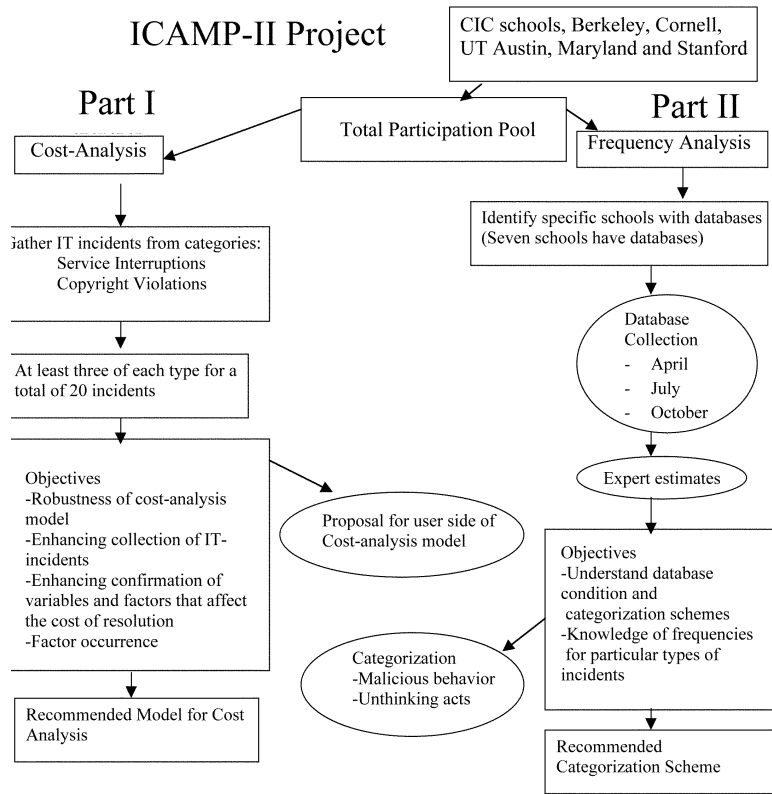 ICAMP-II Project
CIC schools, Berkeley, Cornell,
UT Austin, Maryland and Stanford
Part I
Total Participation Pool
Part II
Cost-Analysis
Gather IT incidents from categories:
Service Interruptions
Copyright Violations
At least three of each type for a
total of 20 incidents
Objectives
-Robustness of cost-analysis
model
-Enhancing collection of IT-
incidents
-Enhancing confirmation of
variables and factors that affect
the cost of resolution
-Factor occurrence
Proposal for user side of
Cost-analysis model
Recommended Model for Cost
Analysis
Frequency Analysis
Identify specific schools with databases
(Seven schools have databases)
Database
Collection
- April
- July
- October
Expert estimates
Objectives
-Understand database
condition and
categorization schemes
-Knowledge of frequencies
for particular types of
incidents
Categorization
-Malicious behavior
-Unthinking acts
Recommended
Categorization Scheme